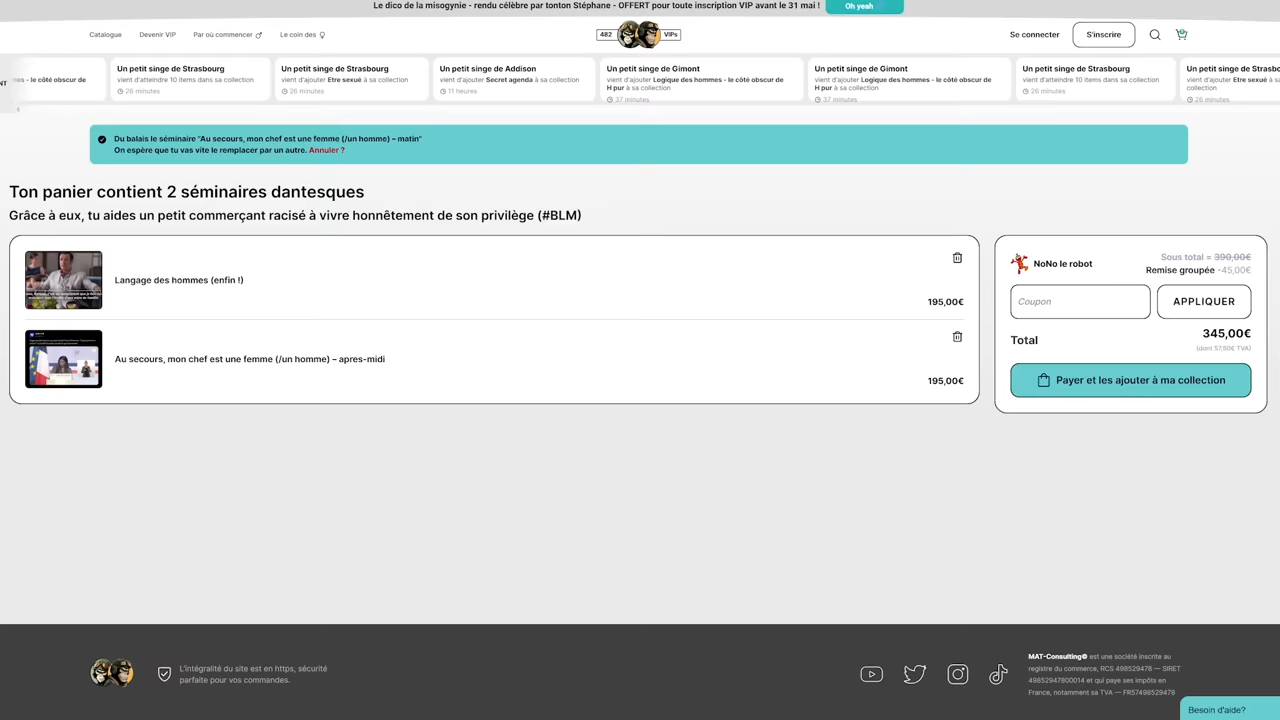 Le dico de la misogynie - rendu célèbre par tonton Stéphane - OFFERT pour toute inscription VIP avant le 31 mai !
Oh yeah
Catalogue
Devenir VIP
Par où commencer
Le coin des
482
VIPs
Se connecter
S'inscrire
NT
nes - le côté obscur de
Un petit singe de Strasbourg
vient d'atteindre 10 items dans sa collection
26 minutes
Un petit singe de Strasbourg
vient d'ajouter Etre sexué à sa collection
26 minutes
Un petit singe de Addison
vient d'ajouter Secret agenda à sa collection
11 heures
Un petit singe de Gimont
vient d'ajouter Logique des hommes - le côté obscur de
H pur à sa collection
37 minutes
Un petit singe de Gimont
vient d'ajouter Logique des hommes - le côté obscur de
H pur à sa collection
37 minutes
Un petit singe de Strasbourg
vient d'atteindre 10 items dans sa collection
26 minutes
Un petit singe de Strasbo
vient d'ajouter Etre sexué à sa
collection
26 minutes
Du balais le séminaire "Au secours, mon chef est une femme (/un homme) – matin"
On espère que tu vas vite le remplacer par un autre. Annuler ?
Ton panier contient 2 séminaires dantesques
Grâce à eux, tu aides un petit commerçant racisé à vivre honnêtement de son privilège (#BLM)
Langage des hommes (enfin !)
195,00€
Au secours, mon chef est une femme (/un homme) – apres-midi
195,00€
NoNo le robot
Sous total = 390,00€
Remise groupée -45,00€
Coupon
APPLIQUER
Total
345,00€
(dont 57,50€ TVA)
Payer et les ajouter à ma collection
L'intégralité du site est en https, sécurité
parfaite pour vos commandes.
MAT-Consulting© est une société inscrite au
registre du commerce, RCS 498529478 — SIRET
49852947800014 et qui paye ses impôts en
France, notamment sa TVA — FR57498529478
Besoin d'aide?